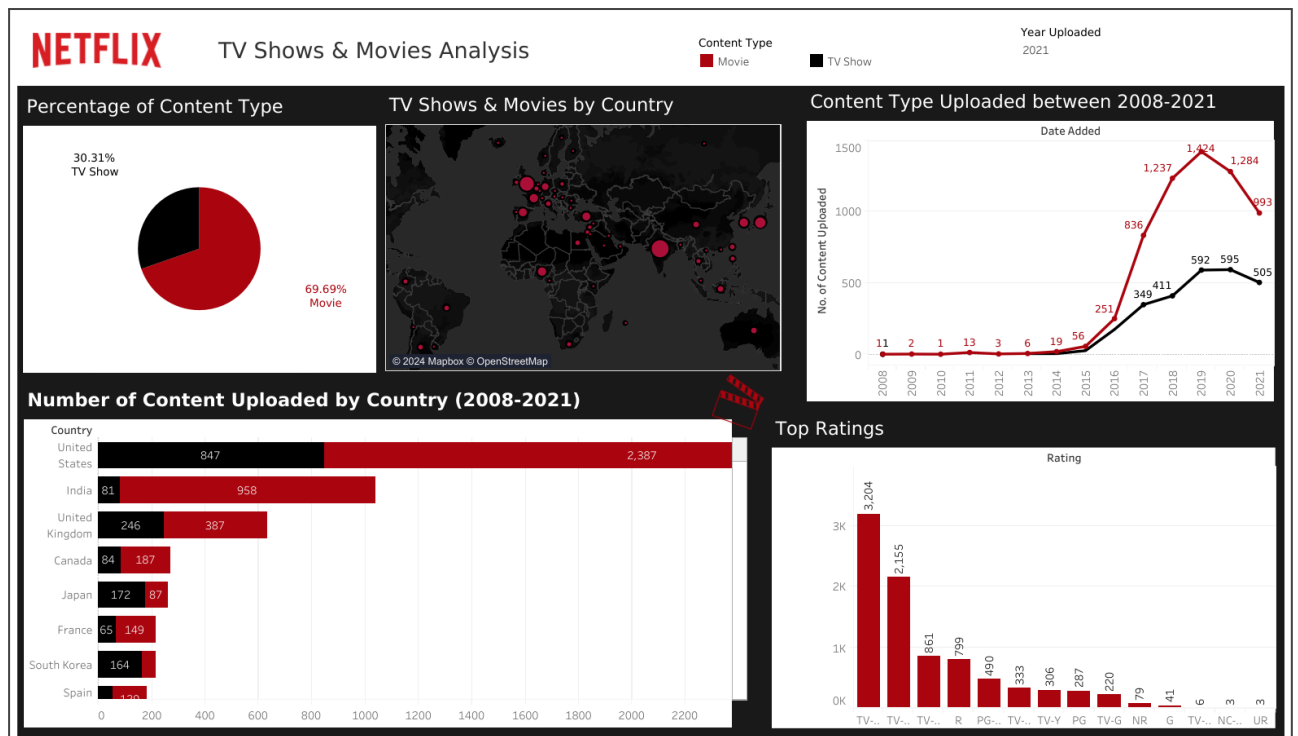 NETFLIX
TV Shows & Movies Analysis
Content Type
Movie
TV Show
Year Uploaded
2021
Percentage of Content Type
30.31%
TV Show
69.69%
Movie
TV Shows & Movies by Country
© 2024 Mapbox © OpenStreetMap
Content Type Uploaded between 2008-2021
Date Added
No. of Content Uploaded
1500
1000
500
0
11
2
1
13
3
6
19
56
251
836
1,237
1,424
1,284
993
349
411
592
595
505
2008
2009
2010
2011
2012
2013
2014
2015
2016
2017
2018
2019
2020
2021
Number of Content Uploaded by Country (2008-2021)
Country
United
States
847
2,387
India
81
958
United
Kingdom
246
387
Canada
84
187
Japan
172
87
France
65
149
South Korea
164
Spain
0
200
400
600
800
1000
1200
1400
1600
1800
2000
2200
Top Ratings
Rating
3K
2K
1K
0K
3,204
2,155
861
799
490
333
306
287
220
79
41
6
3
3
TV-..
TV-..
TV-..
R
PG-..
TV-..
TV-Y
PG
TV-G
NR
G
TV-..
NC-..
UR